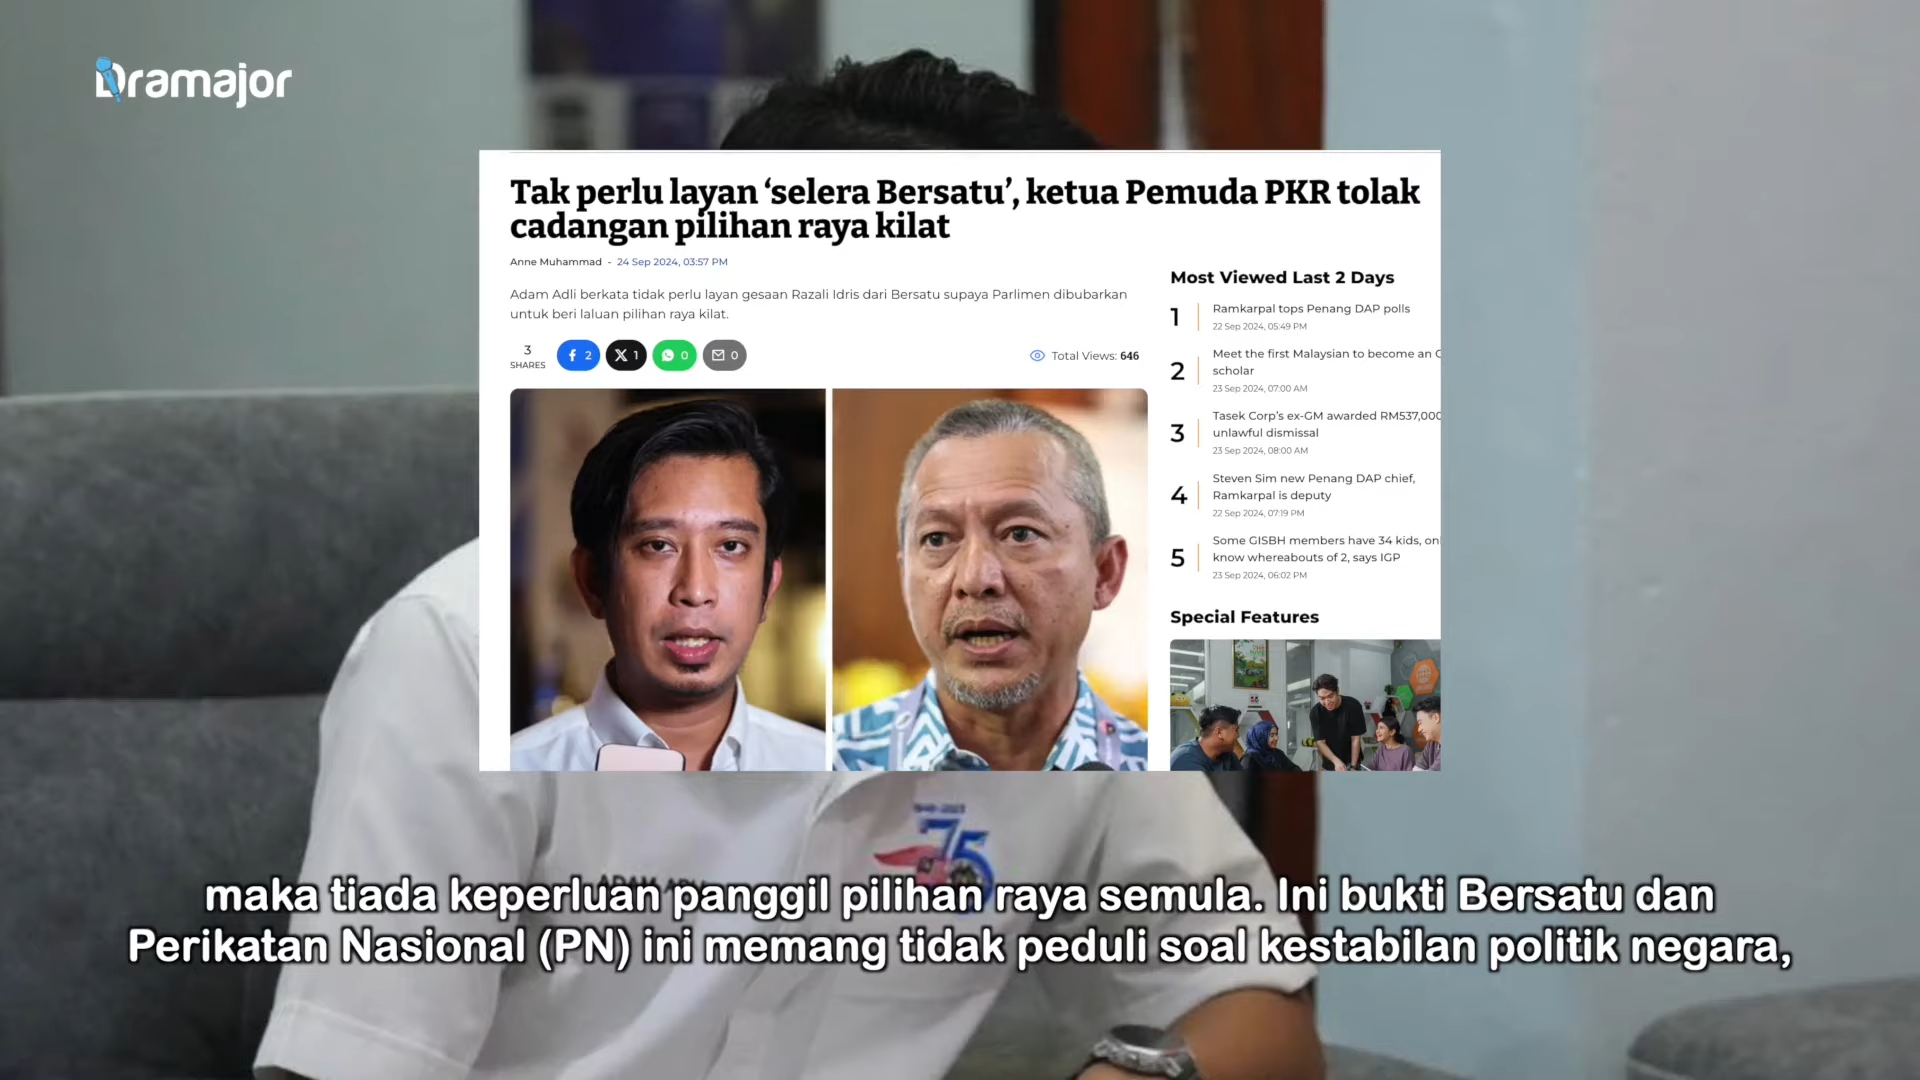 Dramajor
Tak perlu layan ‘selera Bersatu’, ketua Pemuda PKR tolak
cadangan pilihan raya kilat
Anne Muhammad - 24 Sep 2024, 03:57 PM
Adam Adli berkata tidak perlu layan gesaan Razali Idris dari Bersatu supaya Parlimen dibubarkan
untuk beri laluan pilihan raya kilat.
3
SHARES
2
1
0
0
Total Views: 646
Most Viewed Last 2 Days
1
Ramkarpal tops Penang DAP polls
22 Sep 2024, 05:49 PM
2
Meet the first Malaysian to become an
scholar
23 Sep 2024, 07:00 AM
3
Tasek Corp’s ex-GM awarded RM537,000
unlawful dismissal
23 Sep 2024, 08:00 AM
4
Steven Sim new Penang DAP chief,
Ramkarpal is deputy
22 Sep 2024, 07:19 PM
5
Some GISBH members have 34 kids,
know whereabouts of 2, says IGP
23 Sep 2024, 06:02 PM
Special Features
75
maka tiada keperluan panggil pilihan raya semula. Ini bukti Bersatu dan
Perikatan Nasional (PN) ini memang tidak peduli soal kestabilan politik negara,